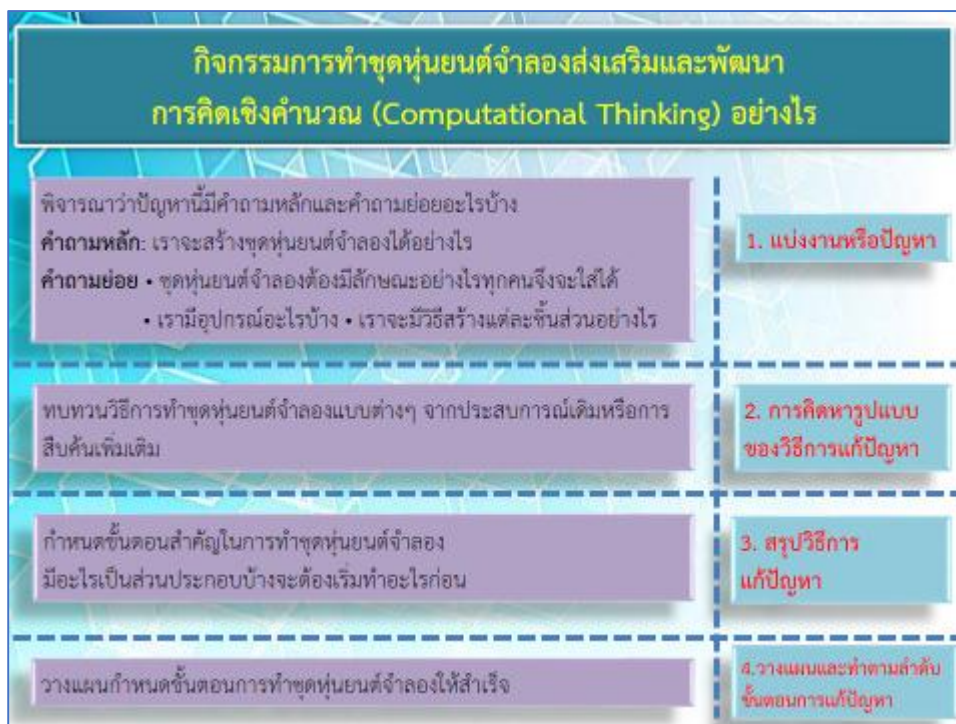 กิจกรรมการทำชุดหุ่นยนต์จำลองส่งเสริมและพัฒนา
การคิดเชิงคำนวณ (Computational Thinking) อย่างไร
พิจารณาว่าปัญหานี้มีคำถามหลักและคำถามย่อยอะไรบ้าง
คำถามหลัก: เราจะสร้างชุดหุ่นยนต์จำลองได้อย่างไร
คำถามย่อย • ชุดหุ่นยนต์จำลองต้องมีลักษณะอย่างไรทุกคนจึงจะใส่ได้
• เรามีอุปกรณ์อะไรบ้าง • เราจะมีวิธีสร้างแต่ละชิ้นส่วนอย่างไร
1. แบ่งงานหรือปัญหา
ทบทวนวิธีการทำชุดหุ่นยนต์จำลองแบบต่างๆ จากประสบการณ์เดิมหรือการ
สืบค้นเพิ่มเติม
2. การคิดหารูปแบบ
ของวิธีการแก้ปัญหา
กำหนดขั้นตอนสำคัญในการทำชุดหุ่นยนต์จำลอง
มีอะไรเป็นส่วนประกอบบ้างจะต้องเริ่มทำอะไรก่อน
3. สรุปวิธีการ
แก้ปัญหา
วางแผนกำหนดขั้นตอนการทำชุดหุ่นยนต์จำลองให้สำเร็จ
4.วางแผนและทำตามลำดับ
ขั้นตอนการแก้ปัญหา